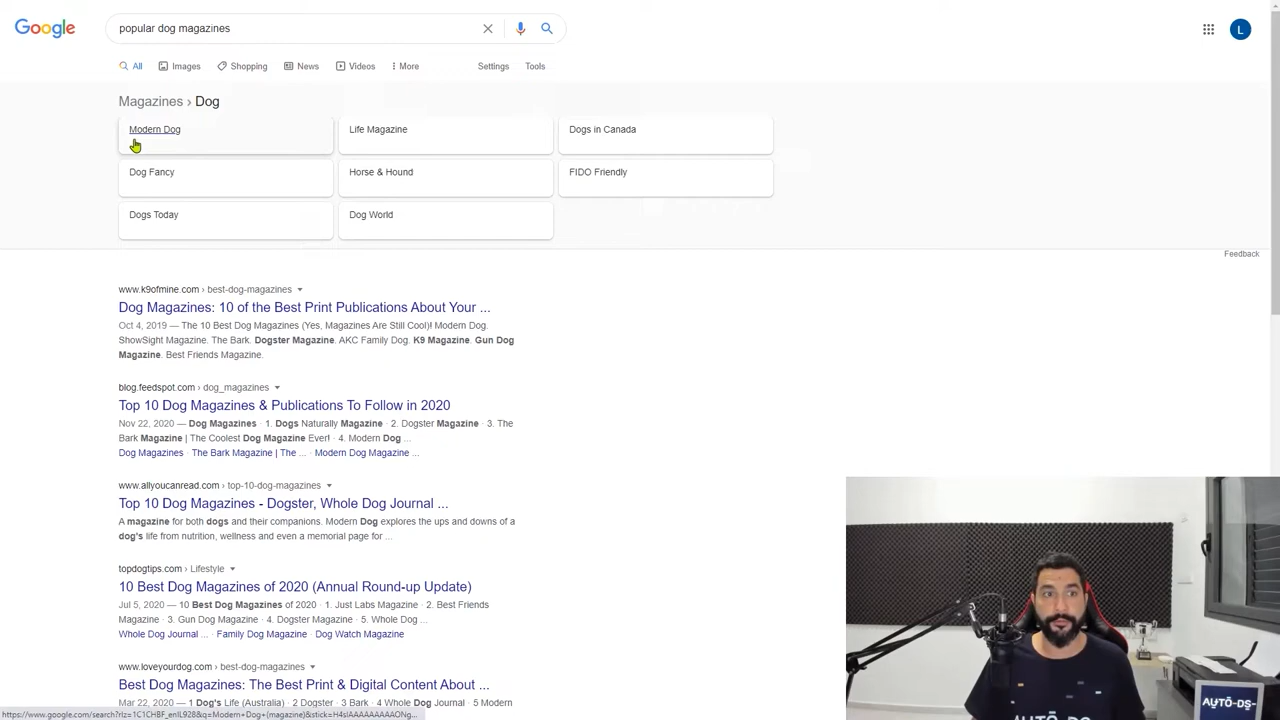 Google
popular dog magazines
L
All Images Shopping News Videos More Settings Tools
Magazines › Dog
Modern Dog Life Magazine Dogs in Canada
Dog Fancy Horse & Hound FIDO Friendly
Dogs Today Dog World
Feedback
www.k9ofmine.com › best-dog-magazines
Dog Magazines: 10 of the Best Print Publications About Your ...
Oct 4, 2019 — The 10 Best Dog Magazines (Yes, Magazines Are Still Cool)! Modern Dog.
ShowSight Magazine. The Bark. Dogster Magazine. AKC Family Dog. K9 Magazine. Gun Dog
Magazine. Best Friends Magazine.
blog.feedspot.com › dog_magazines
Top 10 Dog Magazines & Publications To Follow in 2020
Nov 22, 2020 — Dog Magazines · 1. Dogs Naturally Magazine · 2. Dogster Magazine · 3. The
Bark Magazine | The Coolest Dog Magazine Ever! · 4. Modern Dog ...
Dog Magazines · The Bark Magazine | The ... · Modern Dog Magazine ...
www.allyoucanread.com › top-10-dog-magazines
Top 10 Dog Magazines - Dogster, Whole Dog Journal ...
A magazine for both dogs and their companions. Modern Dog explores the ups and downs of a
dog's life from nutrition, wellness and even a memorial page for ...
topdogtips.com › Lifestyle
10 Best Dog Magazines of 2020 (Annual Round-up Update)
Jul 5, 2020 — 10 Best Dog Magazines of 2020 · 1. Just Labs Magazine · 2. Best Friends
Magazine · 3. Gun Dog Magazine · 4. Dogster Magazine · 5. Whole Dog ...
Whole Dog Journal ... · Family Dog Magazine · Dog Watch Magazine
www.loveyourdog.com › best-dog-magazines
Best Dog Magazines: The Best Print & Digital Content About ...
Mar 22, 2020 — 1 Dog's Life (Australia) · 2 Dogster · 3 Bark · 4 Whole Dog Journal · 5 Modern
AUTO-DS-